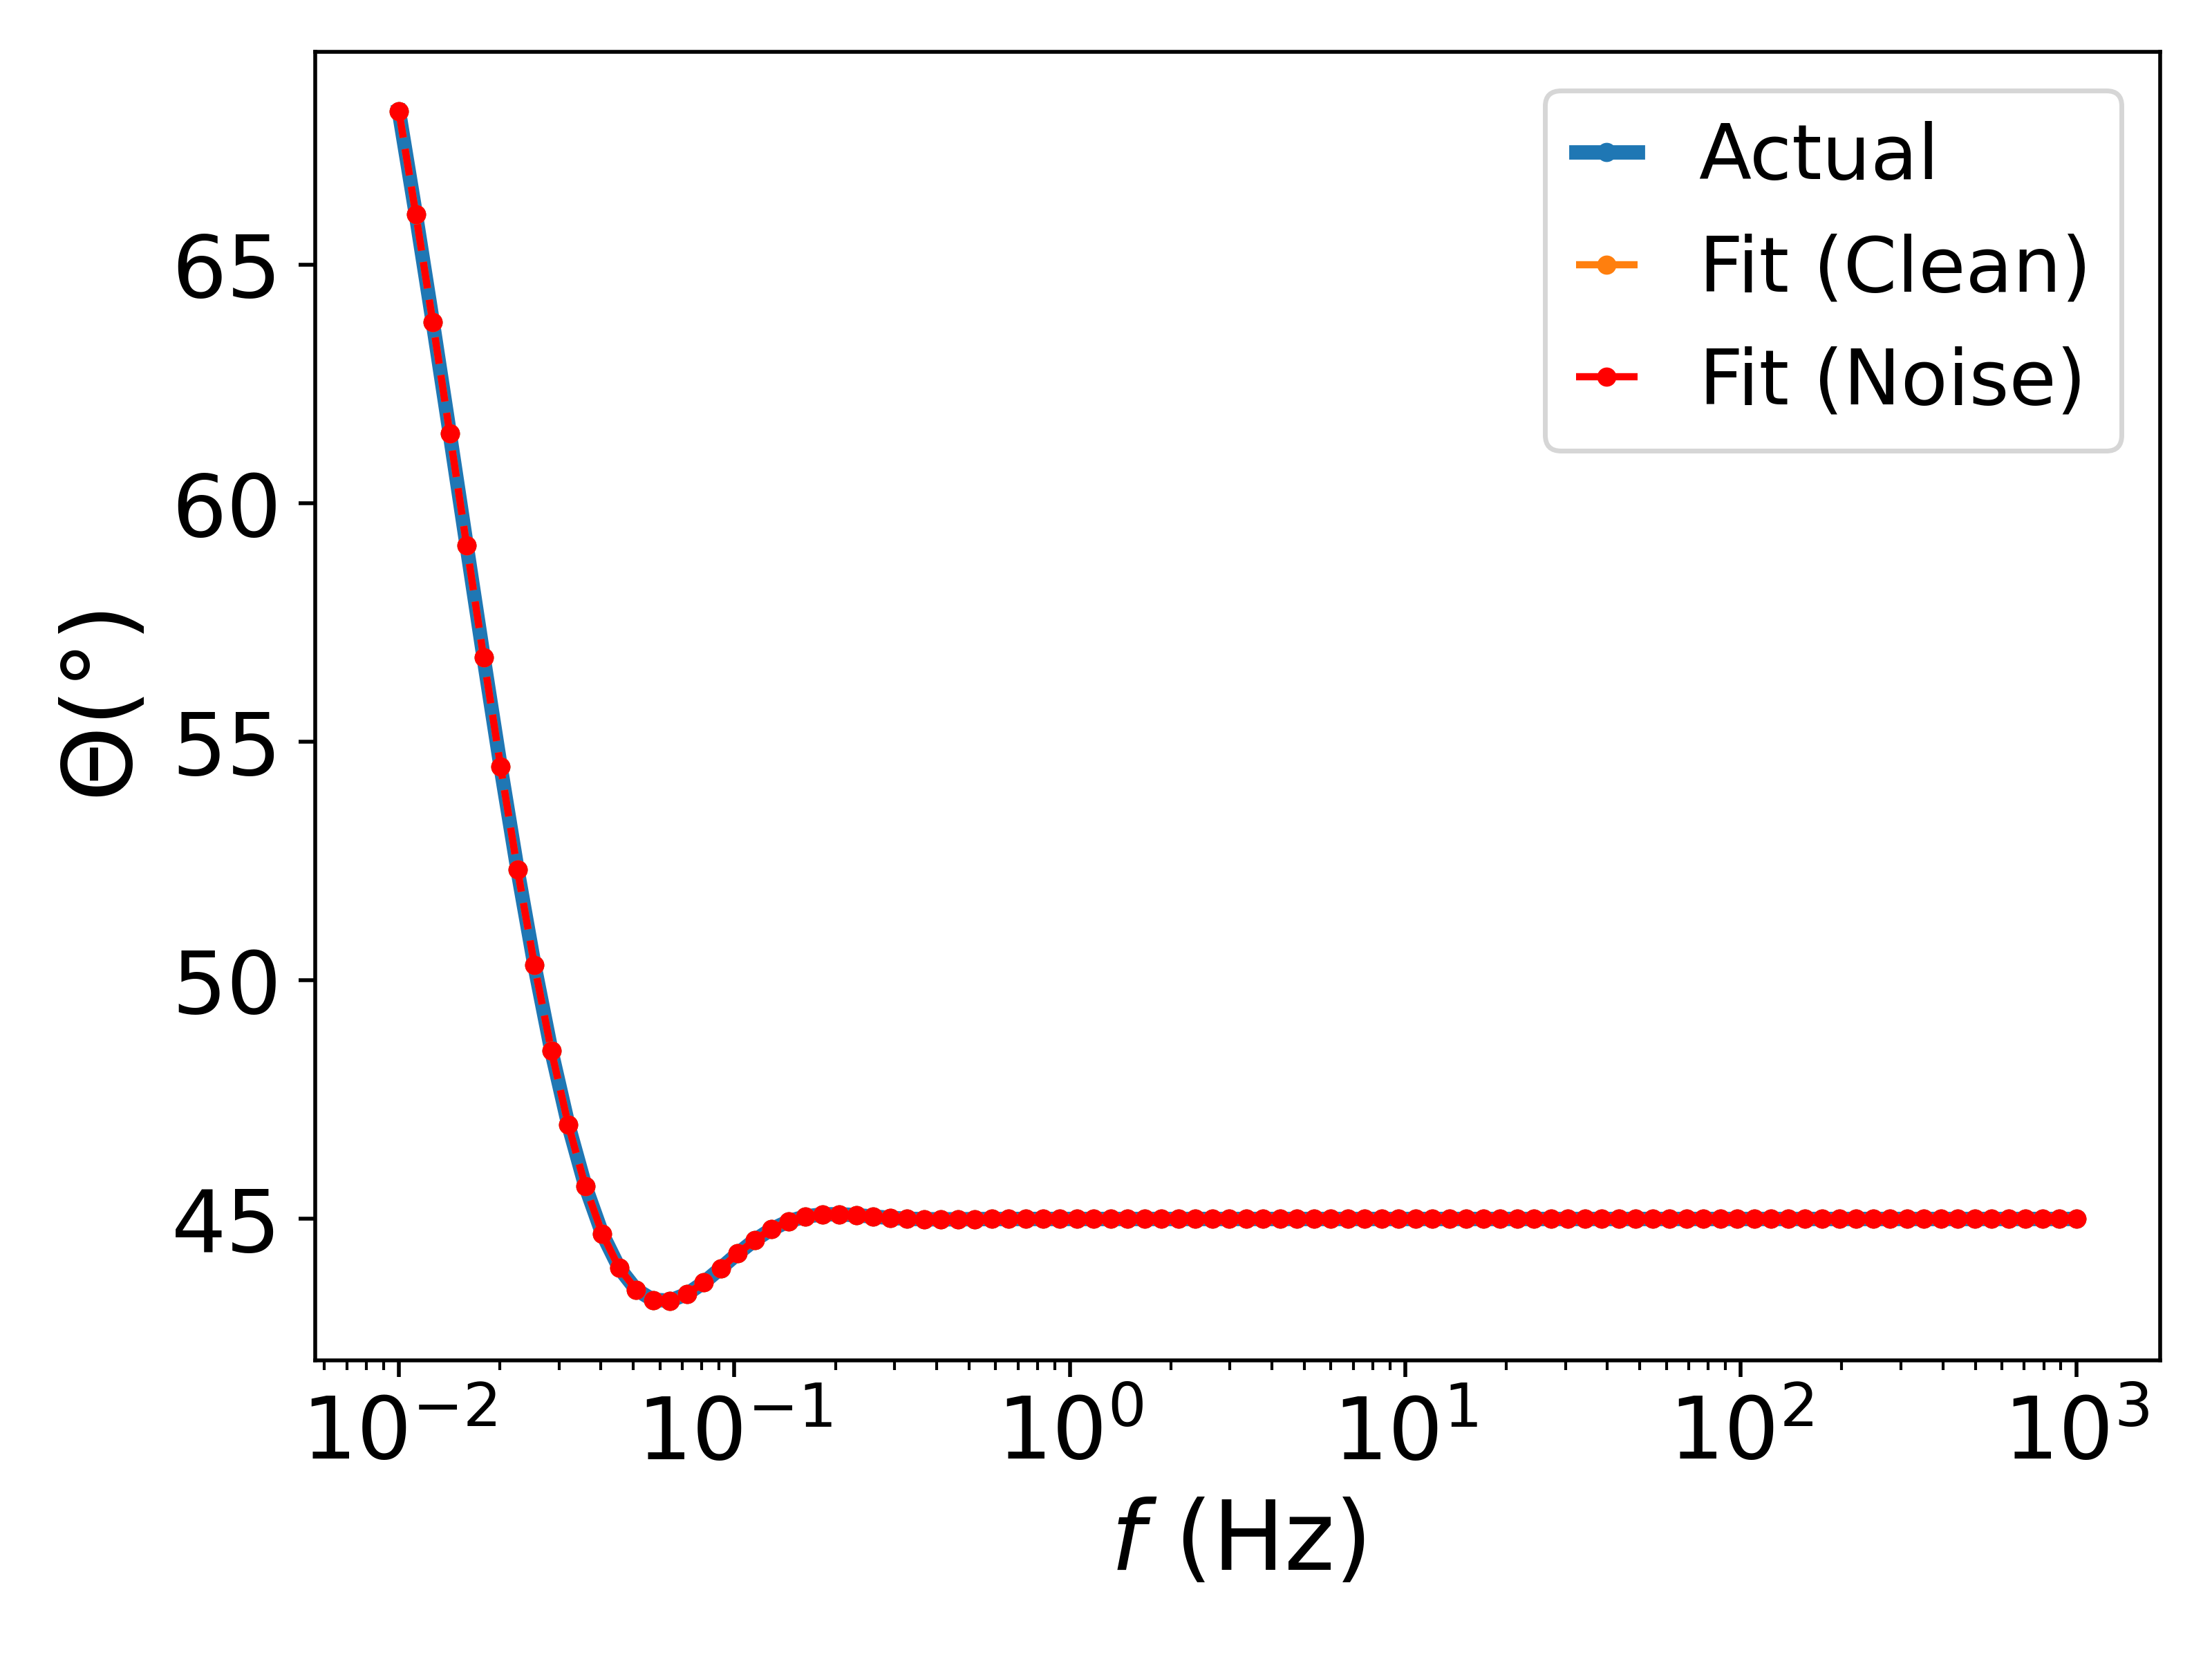 Actual
Fit (Clean)
Fit (Noise)
Θ(°)
65
60
55
50
45
10⁻² 10⁻¹ 10⁰ 10¹ 10² 10³
f (Hz)